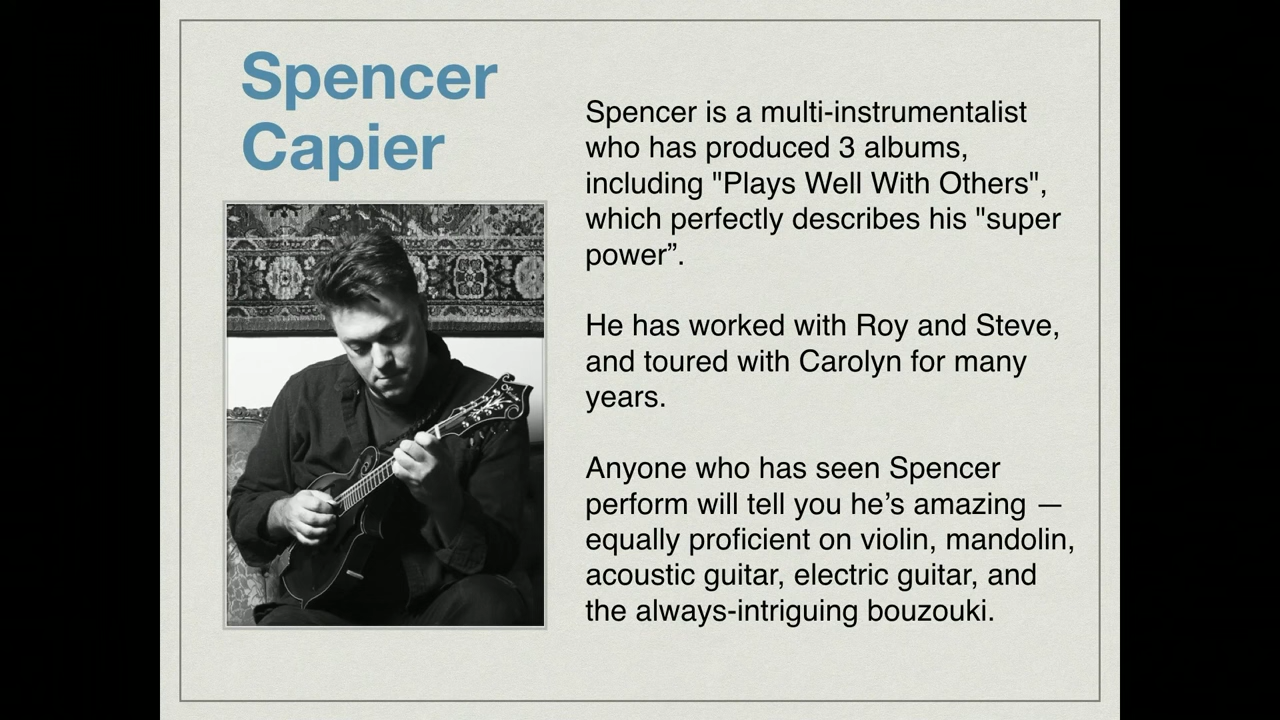 Spencer
Capier
Spencer is a multi-instrumentalist
who has produced 3 albums,
including "Plays Well With Others",
which perfectly describes his "super
power”.
He has worked with Roy and Steve,
and toured with Carolyn for many
years.
Anyone who has seen Spencer
perform will tell you he’s amazing —
equally proficient on violin, mandolin,
acoustic guitar, electric guitar, and
the always-intriguing bouzouki.